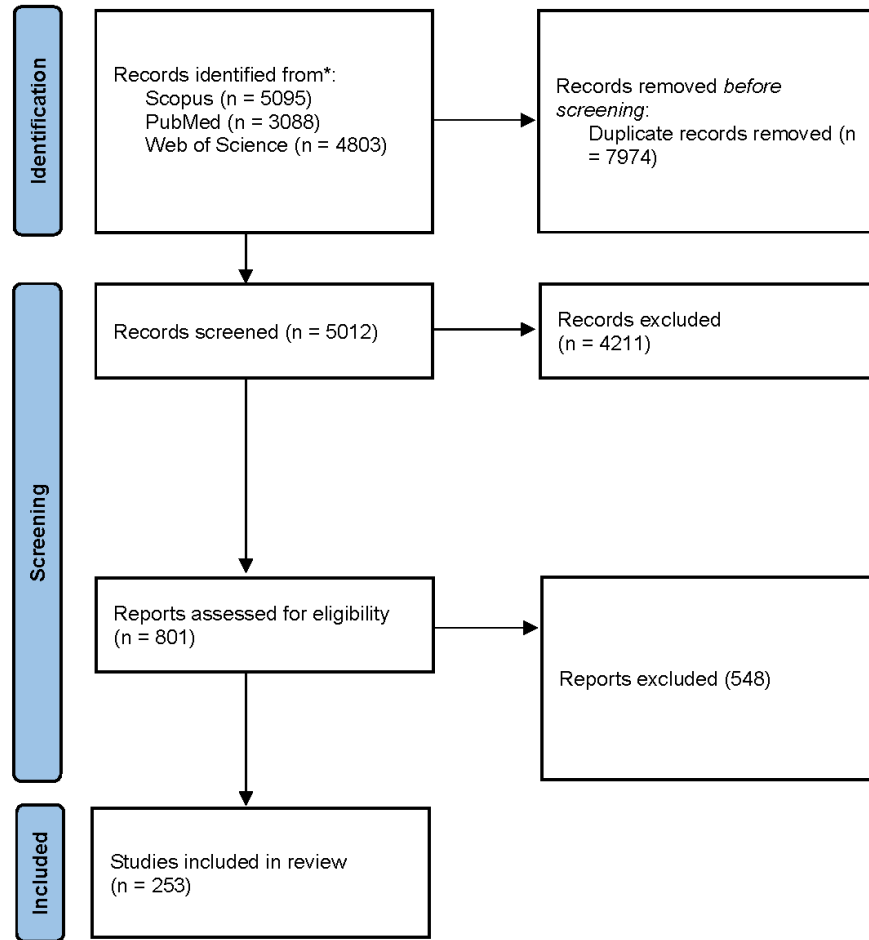 Identification
Records identified from*:
Scopus (n = 5095)
PubMed (n = 3088)
Web of Science (n = 4803)
Records removed before
screening:
Duplicate records removed (n
= 7974)
Screening
Records screened (n = 5012)
Records excluded
(n = 4211)
Reports assessed for eligibility
(n = 801)
Reports excluded (548)
Included
Studies included in review
(n = 253)